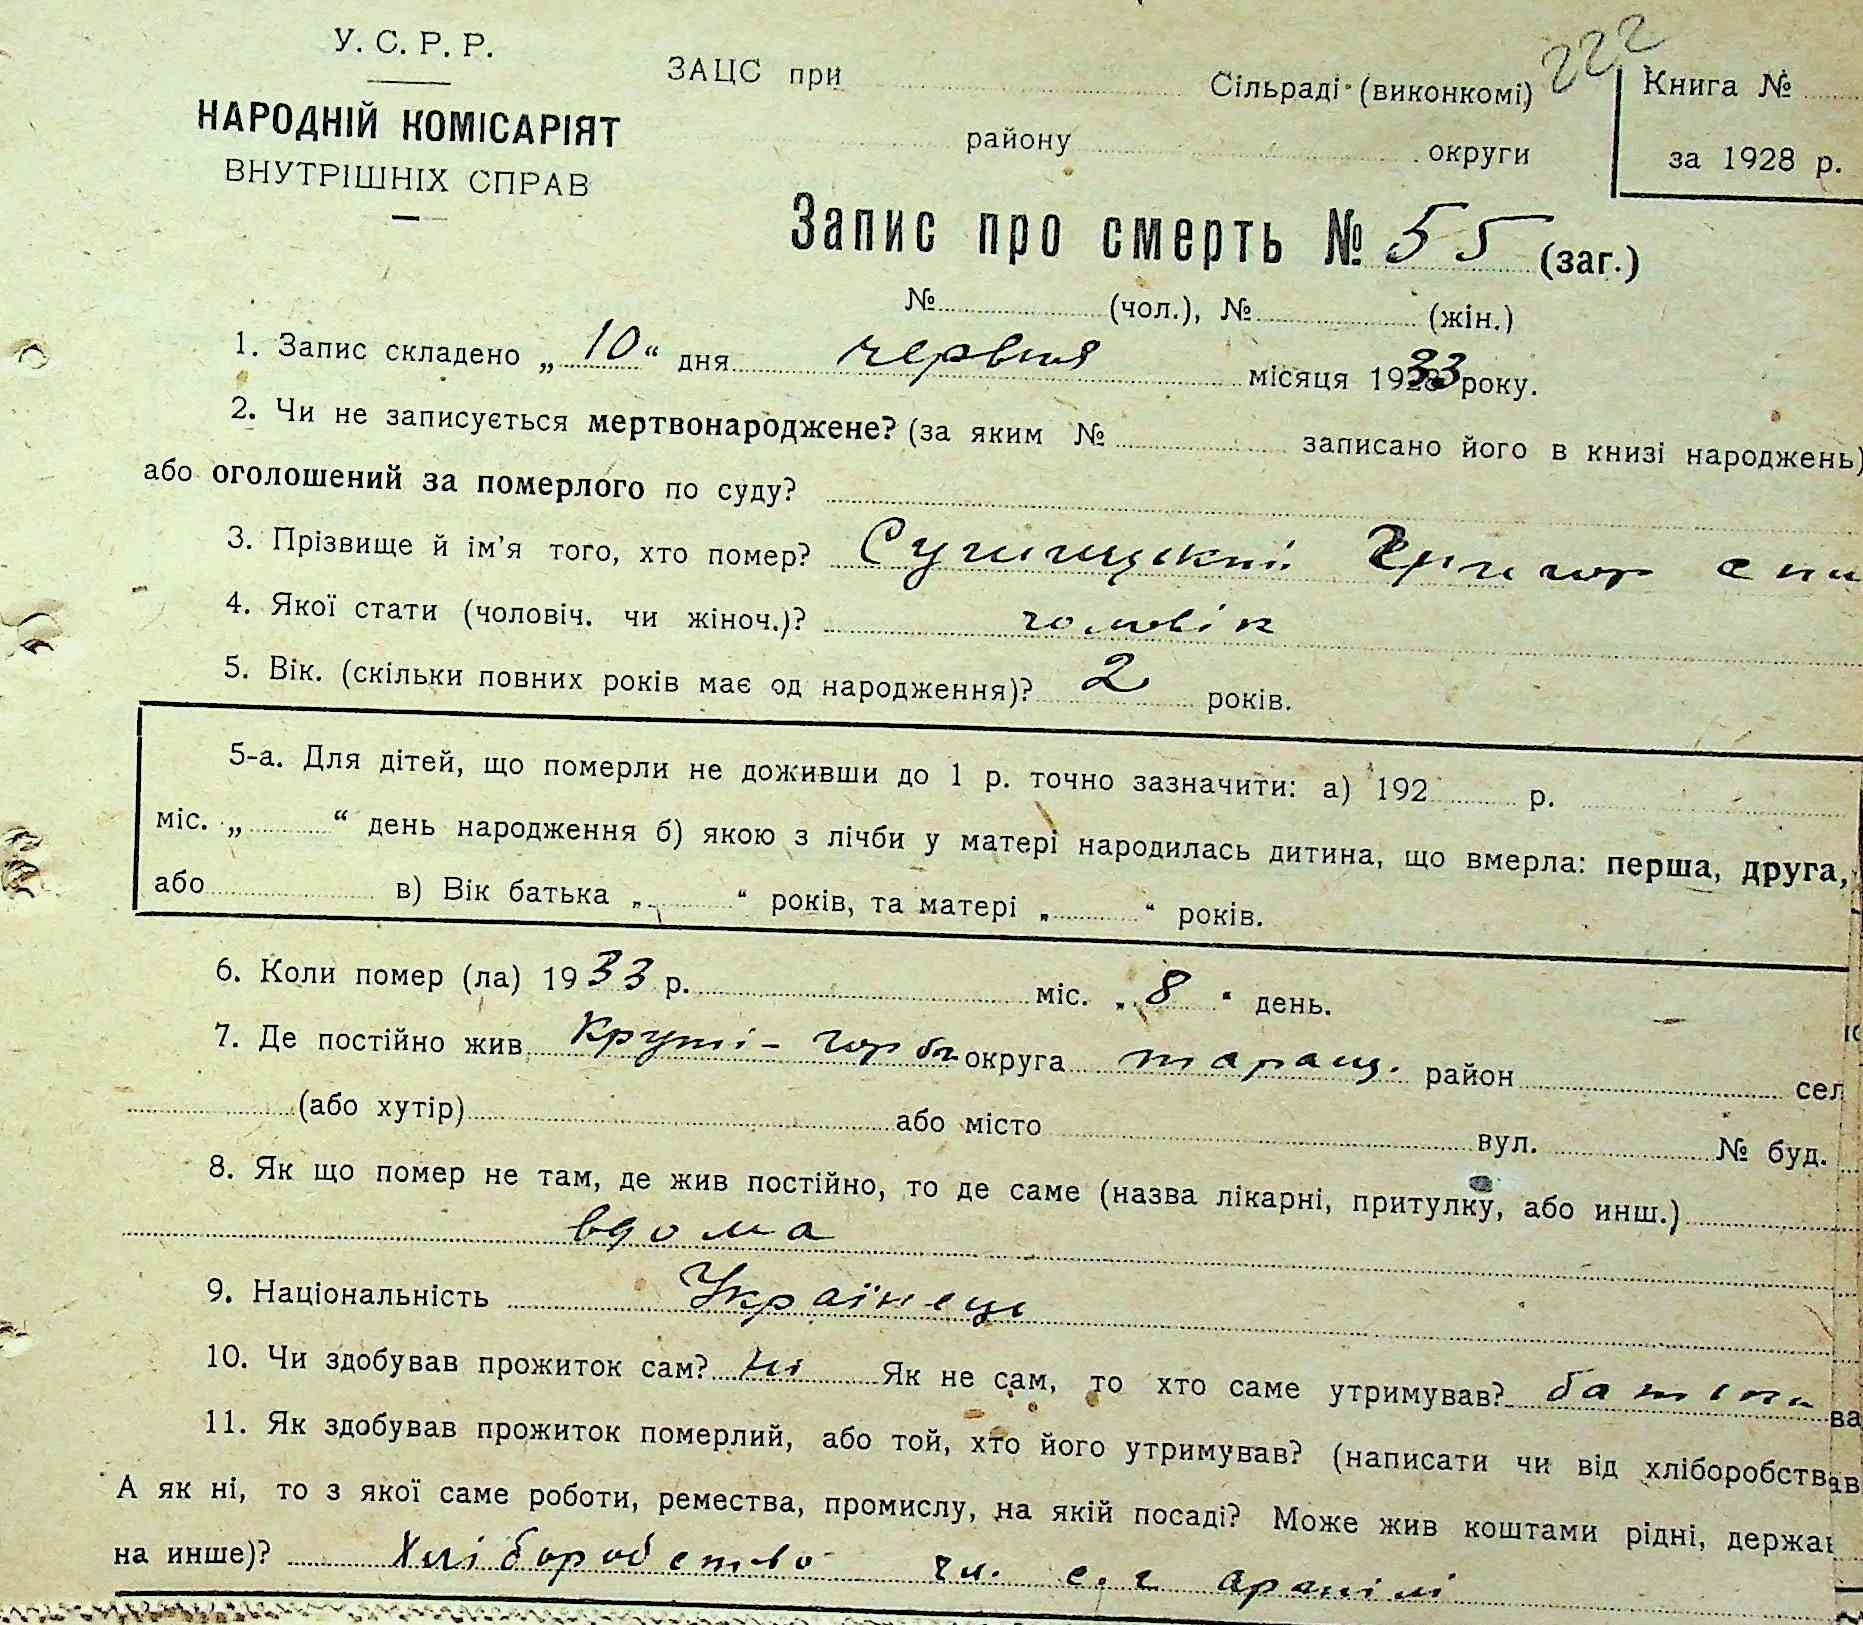 222
У. С. Р. Р.
НАРОДНІЙ КОМІСАРІЯТ
ВНУТРІШНІХ СПРАВ
ЗАЦС при Сільраді (виконкомі)
району округи
Книга №
за 1928 р.
Запис про смерть № 55 (заг.)
№ (чол.), № (жін.)
1. Запис складено „10“ дня червня місяця 1933 року.
2. Чи не записується мертвонароджене? (за яким № записано його в книзі народжень)
або оголошений за померлого по суду?
3. Прізвище й ім'я того, хто помер? Григор
4. Якої стати (чоловіч. чи жіноч.)? чоловік
5. Вік. (скільки повних років має од народження)? 2 років.
5-а. Для дітей, що померли не доживши до 1 р. точно зазначити: а) 192 р.
міс. „ “ день народження б) якою з лічби у матері народилась дитина, що вмерла: перша, друга,
або в) Вік батька „ “ років, та матері „ “ років.
6. Коли помер (ла) 1933 р. міс. „8“ день.
7. Де постійно жив Круті-Горби округа таращ. район сел
(або хутір) або місто вул. № буд.
8. Як що помер не там, де жив постійно, то де саме (назва лікарні, притулку, або инш.)
вдома
9. Національність Українець
10. Чи здобував прожиток сам? ні Як не сам, то хто саме утримував? батьки
11. Як здобував прожиток померлий, або той, хто його утримував? (написати чи від хліборобства
А як ні, то з якої саме роботи, ремества, промислу, на якій посаді? Може жив коштами рідні, держав
на инше)? Хліборобство чл. с. г артілі